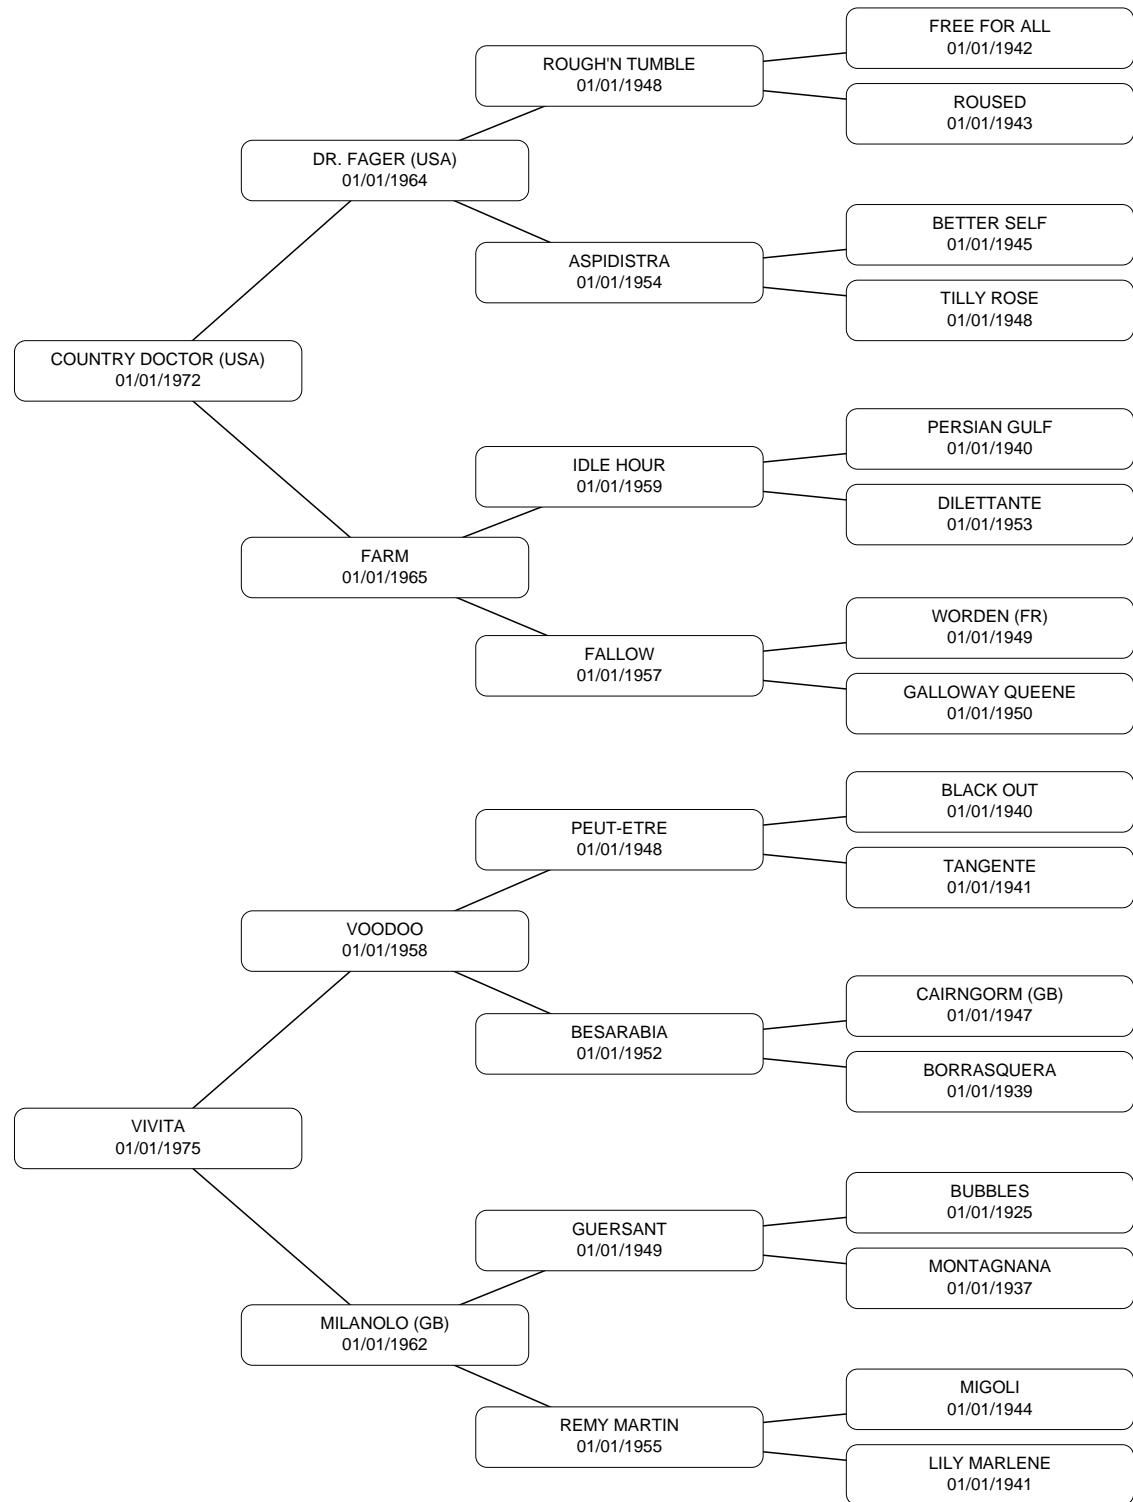 FREE FOR ALL
01/01/1942
ROUGH'N TUMBLE
01/01/1948
ROUSED
01/01/1943
DR. FAGER (USA)
01/01/1964
BETTER SELF
01/01/1945
ASPIDISTRA
01/01/1954
TILLY ROSE
01/01/1948
COUNTRY DOCTOR (USA)
01/01/1972
PERSIAN GULF
01/01/1940
IDLE HOUR
01/01/1959
DILETTANTE
01/01/1953
FARM
01/01/1965
WORDEN (FR)
01/01/1949
FALLOW
01/01/1957
GALLOWAY QUEENE
01/01/1950
BLACK OUT
01/01/1940
PEUT-ETRE
01/01/1948
TANGENTE
01/01/1941
VOODOO
01/01/1958
CAIRNGORM (GB)
01/01/1947
BESARABIA
01/01/1952
BORRASQUERA
01/01/1939
VIVITA
01/01/1975
BUBBLES
01/01/1925
GUERSANT
01/01/1949
MONTAGNANA
01/01/1937
MILANOLO (GB)
01/01/1962
MIGOLI
01/01/1944
REMY MARTIN
01/01/1955
LILY MARLENE
01/01/1941